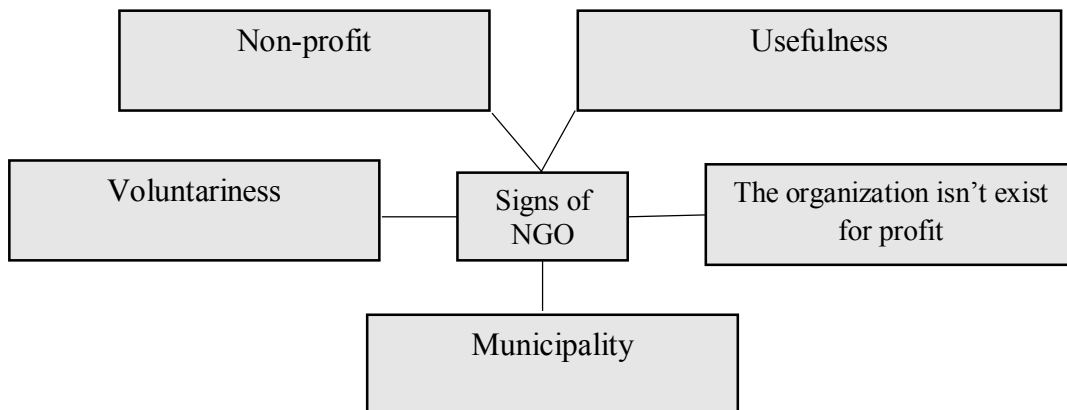 Non-profit
Usefulness
Voluntariness
Signs of
NGO
The organization isn’t exist
for profit
Municipality